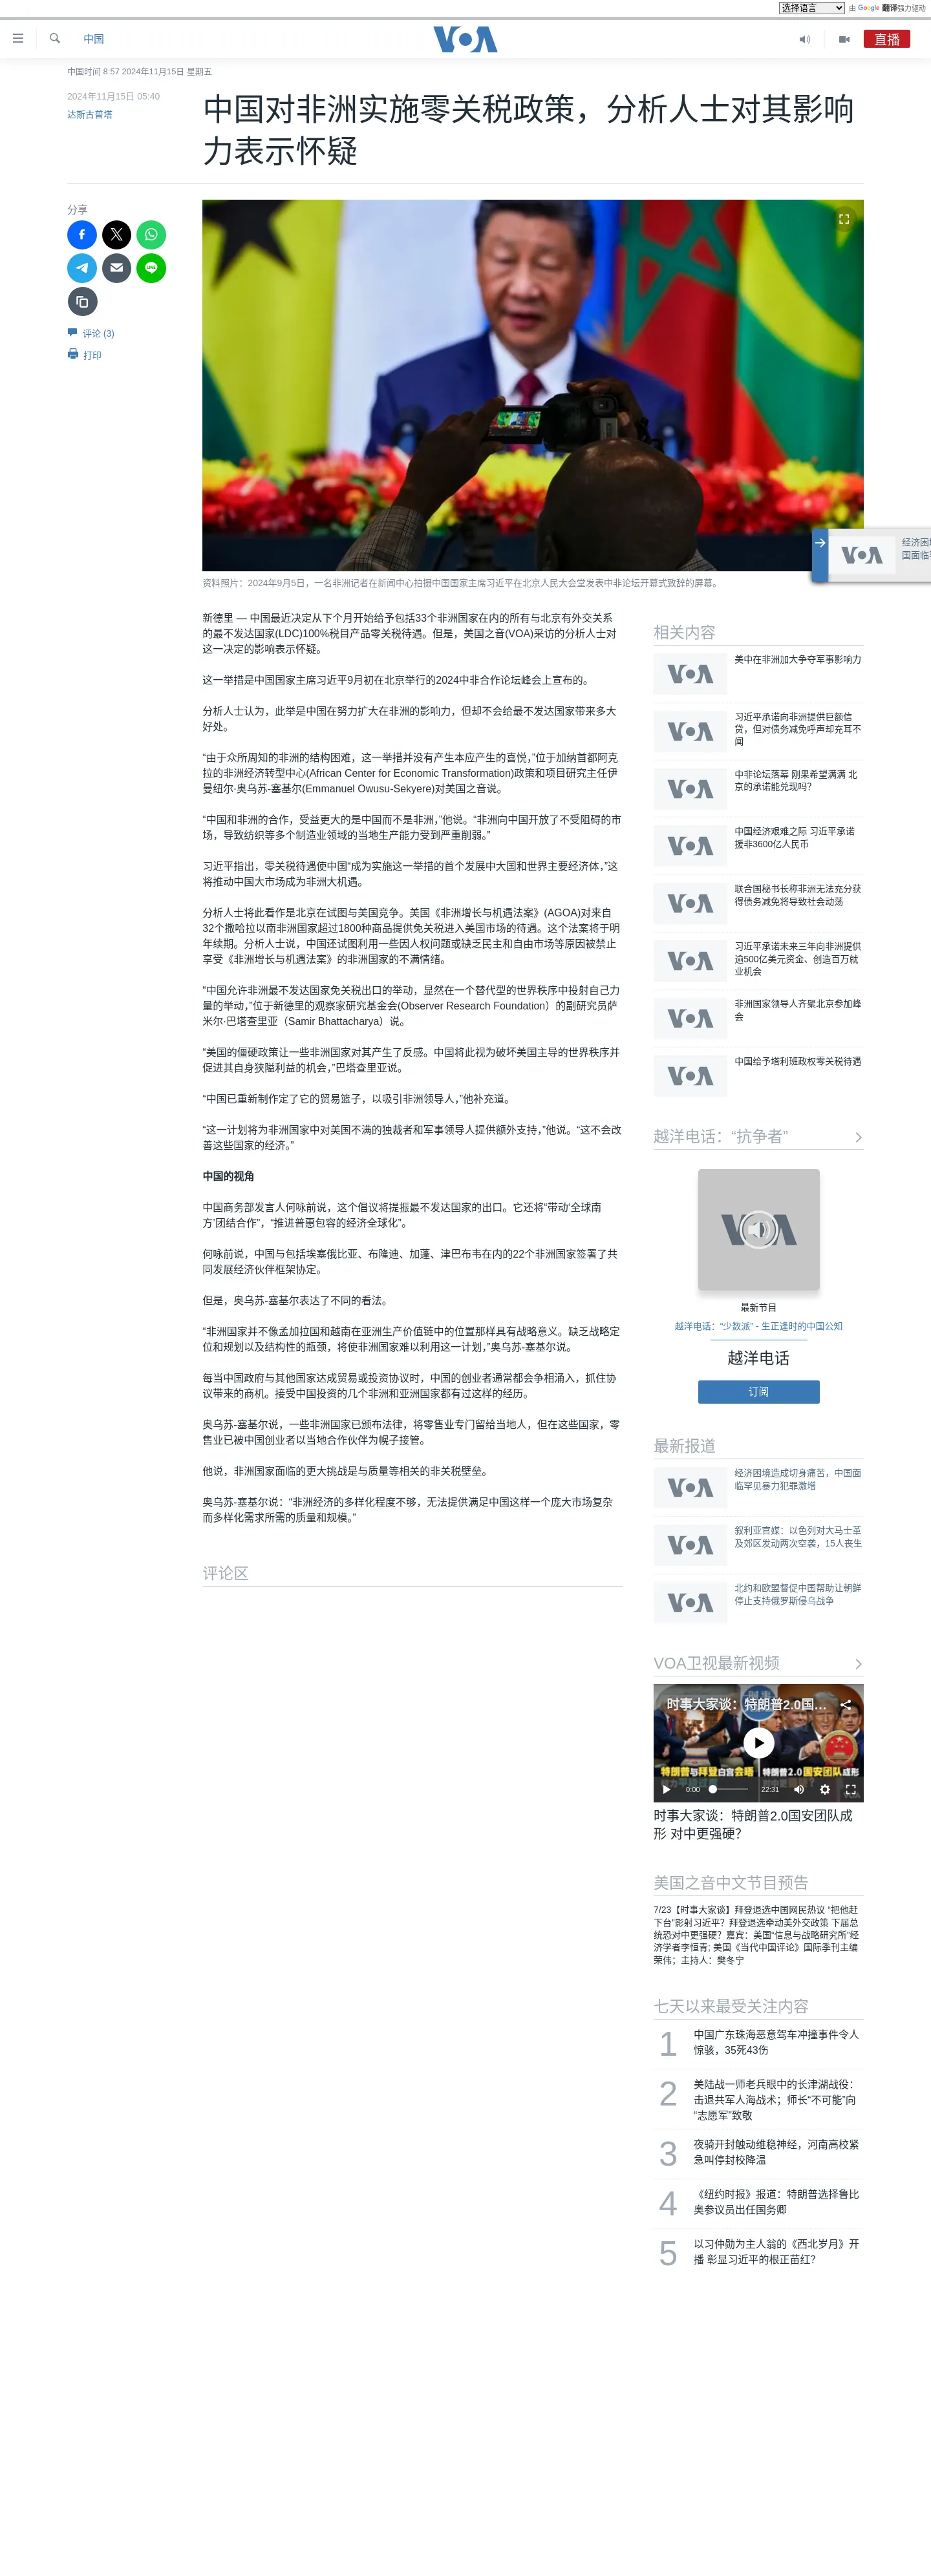 选择语言 由 Google 翻译强力驱动
中国
VOA
直播
中国时间 8:57 2024年11月15日 星期五
2024年11月15日 05:40
达斯古普塔
中国对非洲实施零关税政策，分析人士对其影响
力表示怀疑
分享
评论 (3)
打印
资料照片：2024年9月5日，一名非洲记者在新闻中心拍摄中国国家主席习近平在北京人民大会堂发表中非论坛开幕式致辞的屏幕。
新德里 — 中国最近决定从下个月开始给予包括33个非洲国家在内的所有与北京有外交关系
的最不发达国家(LDC)100%税目产品零关税待遇。但是，美国之音(VOA)采访的分析人士对
这一决定的影响表示怀疑。
这一举措是中国国家主席习近平9月初在北京举行的2024中非合作论坛峰会上宣布的。
分析人士认为，此举是中国在努力扩大在非洲的影响力，但却不会给最不发达国家带来多大
好处。
“由于众所周知的非洲的结构困难，这一举措并没有产生本应产生的喜悦，”位于加纳首都阿克
拉的非洲经济转型中心(African Center for Economic Transformation)政策和项目研究主任伊
曼纽尔·奥乌苏-塞基尔(Emmanuel Owusu-Sekyere)对美国之音说。
“中国和非洲的合作，受益更大的是中国而不是非洲，”他说。“非洲向中国开放了不受阻碍的市
场，导致纺织等多个制造业领域的当地生产能力受到严重削弱。”
习近平指出，零关税待遇使中国“成为实施这一举措的首个发展中大国和世界主要经济体，”这
将推动中国大市场成为非洲大机遇。
分析人士将此看作是北京在试图与美国竞争。美国《非洲增长与机遇法案》(AGOA)对来自
32个撒哈拉以南非洲国家超过1800种商品提供免关税进入美国市场的待遇。这个法案将于明
年续期。分析人士说，中国还试图利用一些因人权问题或缺乏民主和自由市场等原因被禁止
享受《非洲增长与机遇法案》的非洲国家的不满情绪。
“中国允许非洲最不发达国家免关税出口的举动，显然在一个替代型的世界秩序中投射自己力
量的举动，”位于新德里的观察家研究基金会(Observer Research Foundation）的副研究员萨
米尔·巴塔查里亚（Samir Bhattacharya）说。
“美国的僵硬政策让一些非洲国家对其产生了反感。中国将此视为破坏美国主导的世界秩序并
促进其自身狭隘利益的机会，”巴塔查里亚说。
“中国已重新制作定了它的贸易篮子，以吸引非洲领导人，”他补充道。
“这一计划将为非洲国家中对美国不满的独裁者和军事领导人提供额外支持，”他说。“这不会改
善这些国家的经济。”
中国的视角
中国商务部发言人何咏前说，这个倡议将提振最不发达国家的出口。它还将“带动‘全球南
方’团结合作”，“推进普惠包容的经济全球化”。
何咏前说，中国与包括埃塞俄比亚、布隆迪、加蓬、津巴布韦在内的22个非洲国家签署了共
同发展经济伙伴框架协定。
但是，奥乌苏-塞基尔表达了不同的看法。
“非洲国家并不像孟加拉国和越南在亚洲生产价值链中的位置那样具有战略意义。缺乏战略定
位和规划以及结构性的瓶颈，将使非洲国家难以利用这一计划，”奥乌苏-塞基尔说。
每当中国政府与其他国家达成贸易或投资协议时，中国的创业者通常都会争相涌入，抓住协
议带来的商机。接受中国投资的几个非洲和亚洲国家都有过这样的经历。
奥乌苏-塞基尔说，一些非洲国家已颁布法律，将零售业专门留给当地人，但在这些国家，零
售业已被中国创业者以当地合作伙伴为幌子接管。
他说，非洲国家面临的更大挑战是与质量等相关的非关税壁垒。
奥乌苏-塞基尔说：“非洲经济的多样化程度不够，无法提供满足中国这样一个庞大市场复杂
而多样化需求所需的质量和规模。”
评论区
VOA
经济困
国面临
相关内容
VOA
美中在非洲加大争夺军事影响力
VOA
习近平承诺向非洲提供巨额信
贷，但对债务减免呼声却充耳不
闻
VOA
中非论坛落幕 刚果希望满满 北
京的承诺能兑现吗？
VOA
中国经济艰难之际 习近平承诺
援非3600亿人民币
VOA
联合国秘书长称非洲无法充分获
得债务减免将导致社会动荡
VOA
习近平承诺未来三年向非洲提供
逾500亿美元资金、创造百万就
业机会
VOA
非洲国家领导人齐聚北京参加峰
会
VOA
中国给予塔利班政权零关税待遇
越洋电话：“抗争者”
VOA
最新节目
越洋电话：“少数派” - 生正逢时的中国公知
越洋电话
订阅
最新报道
VOA
经济困境造成切身痛苦，中国面
临罕见暴力犯罪激增
VOA
叙利亚官媒：以色列对大马士革
及郊区发动两次空袭，15人丧生
VOA
北约和欧盟督促中国帮助让朝鲜
停止支持俄罗斯侵乌战争
VOA卫视最新视频
时事大家谈：特朗普2.0国...
特朗普与拜登白宫会晤
特朗普2.0国安团队成形
0:00 22:31
时事大家谈：特朗普2.0国安团队成
形 对中更强硬？
美国之音中文节目预告
7/23【时事大家谈】拜登退选中国网民热议 “把他赶
下台”影射习近平？拜登退选牵动美外交政策 下届总
统恐对中更强硬？嘉宾：美国“信息与战略研究所”经
济学者李恒青; 美国《当代中国评论》国际季刊主编
荣伟；主持人：樊冬宁
七天以来最受关注内容
1 中国广东珠海恶意驾车冲撞事件令人
惊骇，35死43伤
2 美陆战一师老兵眼中的长津湖战役：
击退共军人海战术；师长“不可能”向
“志愿军”致敬
3 夜骑开封触动维稳神经，河南高校紧
急叫停封校降温
4 《纽约时报》报道：特朗普选择鲁比
奥参议员出任国务卿
5 以习仲勋为主人翁的《西北岁月》开
播 彰显习近平的根正苗红？